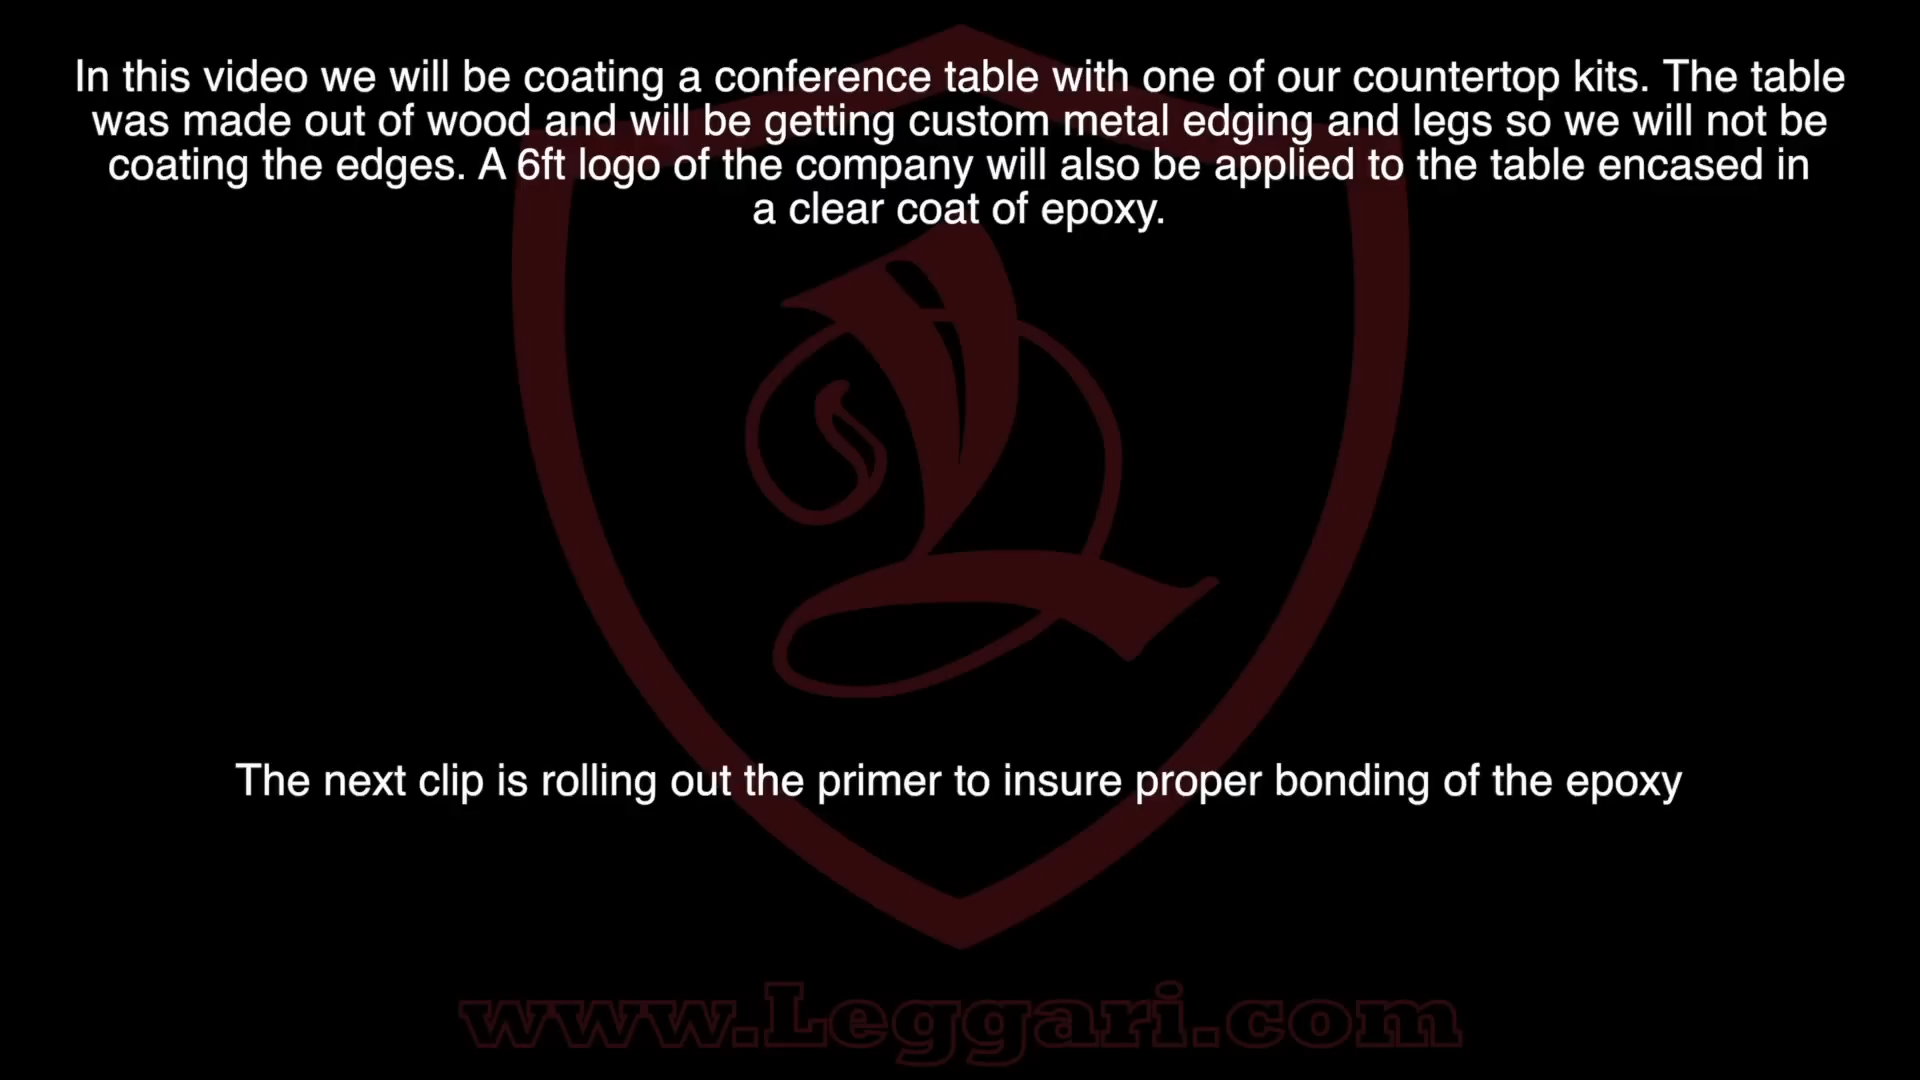 In this video we will be coating a conference table with one of our countertop kits. The table
was made out of wood and will be getting custom metal edging and legs so we will not be
coating the edges. A 6ft logo of the company will also be applied to the table encased in
a clear coat of epoxy.
The next clip is rolling out the primer to insure proper bonding of the epoxy
www.Leggari.com